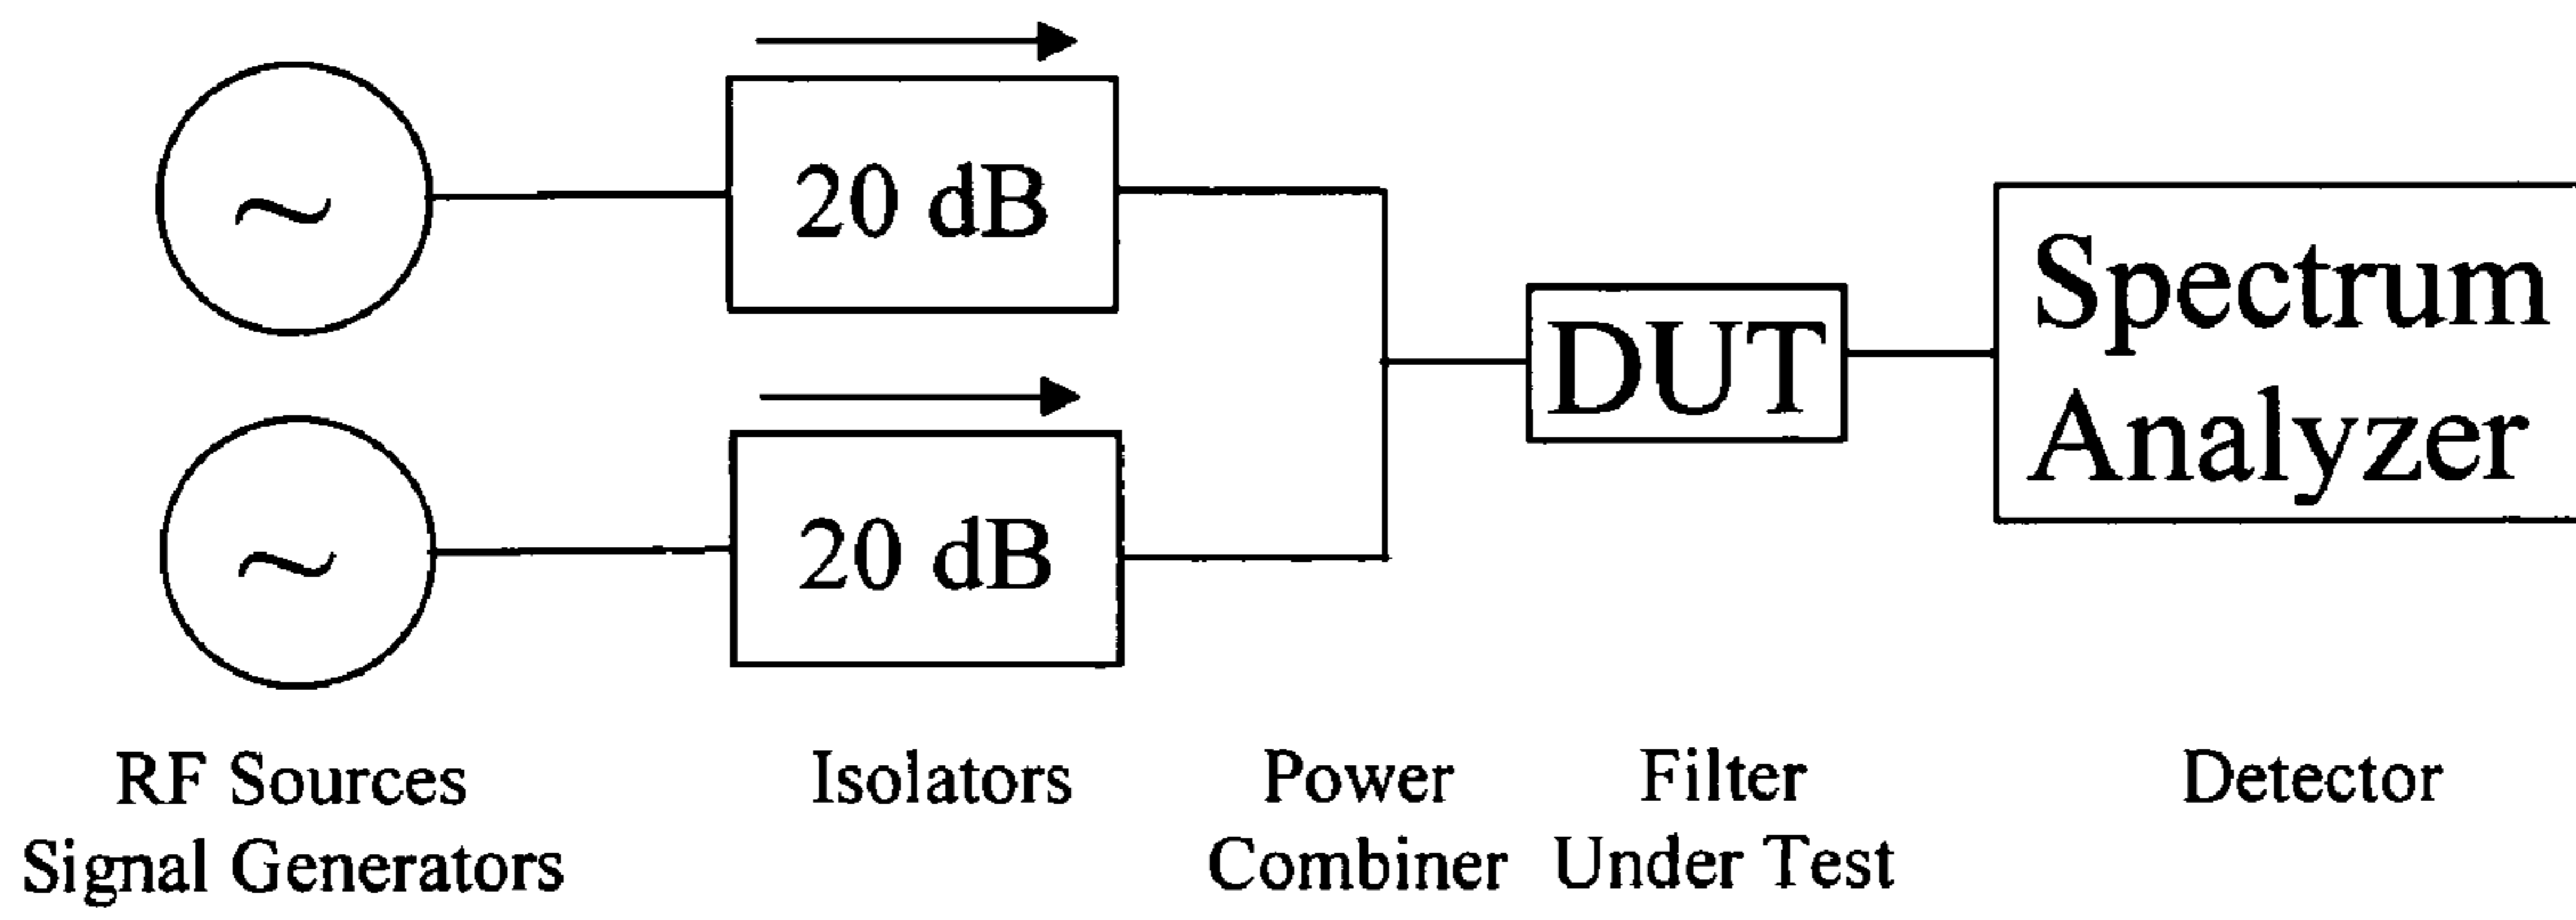 ~
20 dB
~
20 dB
DUT
Spectrum
Analyzer
RF Sources
Signal Generators
Isolators
Power
Combiner
Filter
Under Test
Detector